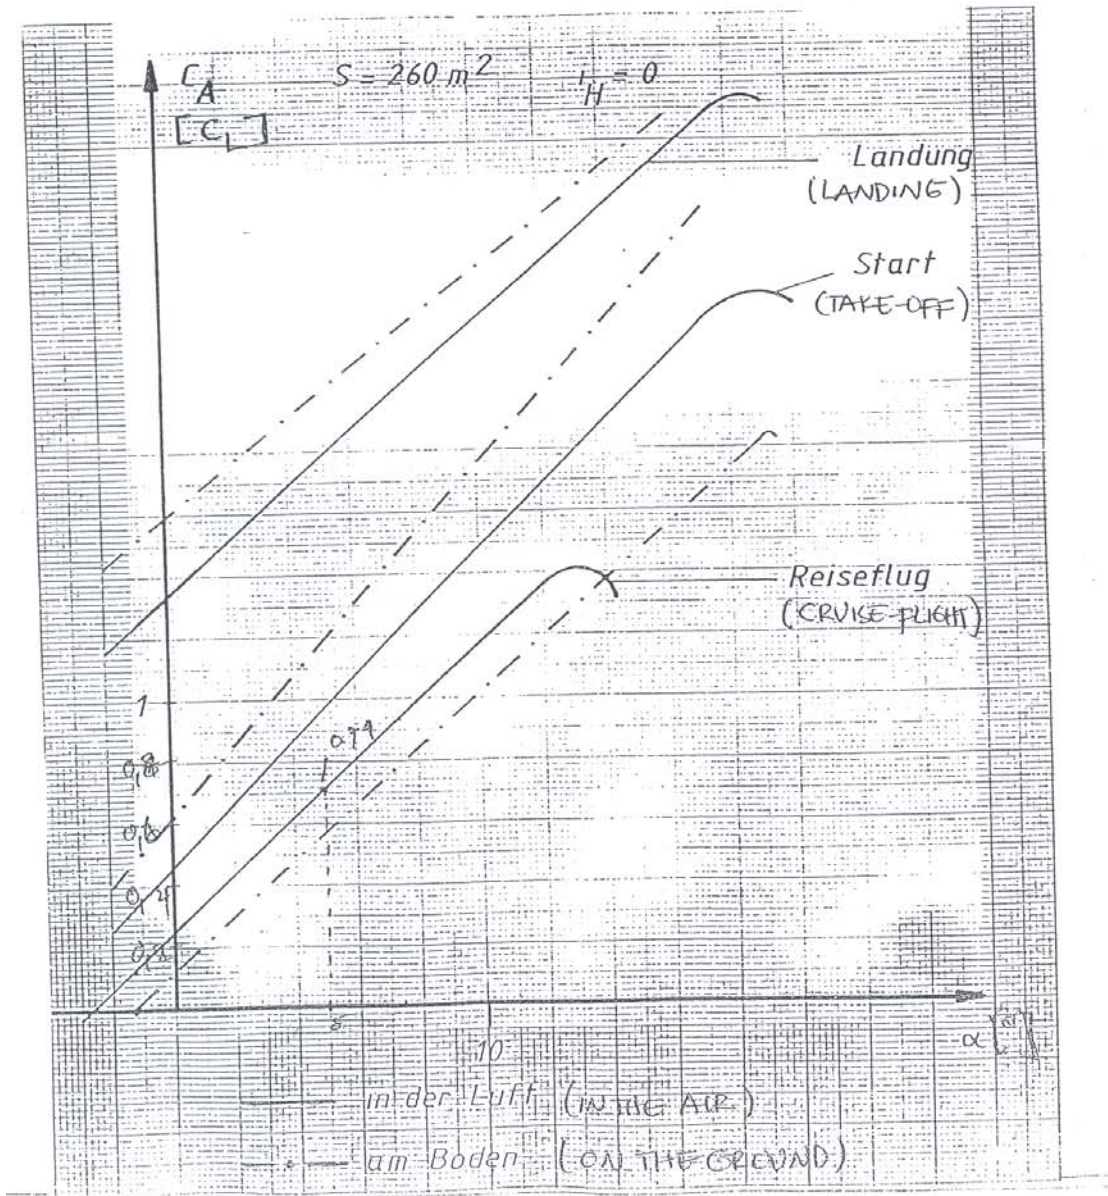 C_A S = 260 m² i_H = 0
[C_L]
Landung
(LANDING)
Start
(TAKE-OFF)
Reiseflug
(CRUISE-FLIGHT)
1
0,8
0,6
0,4
0,2
5
10
in der Luft (IN THE AIR)
am Boden (ON THE GROUND)